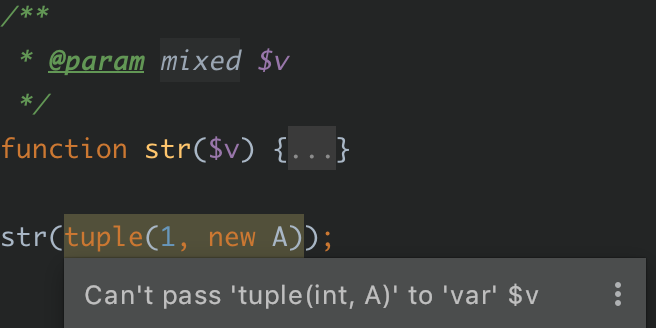 /**
 * @param mixed $v
 */
function str($v) {...}
str(tuple(1, new A));
Can't pass 'tuple(int, A)' to 'var' $v